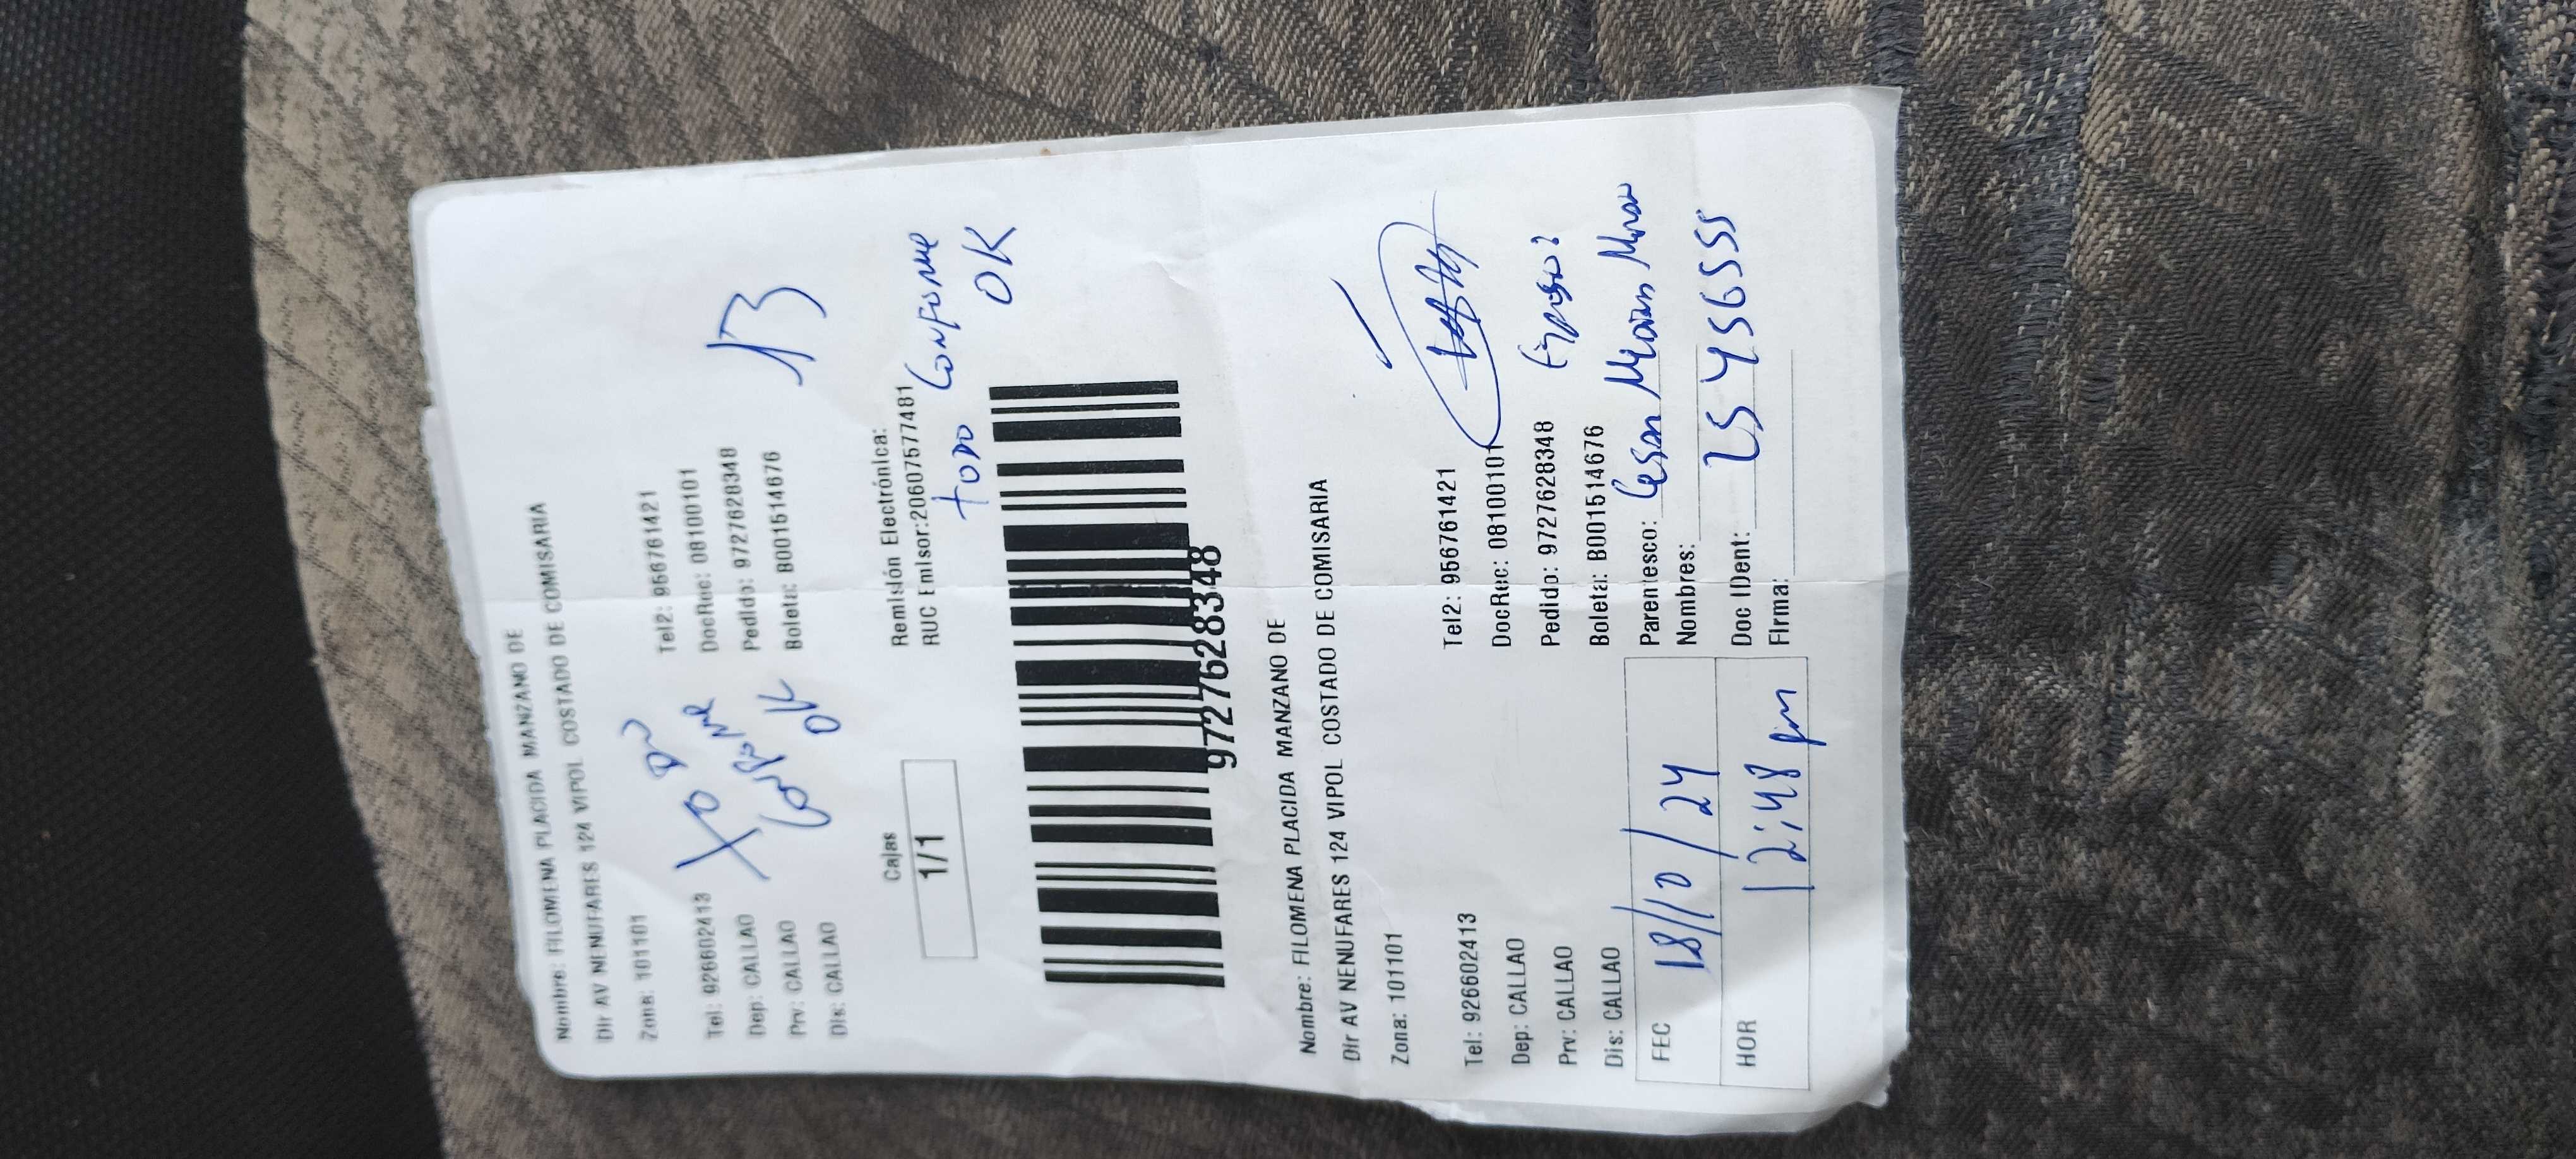 Nombre: FILOMENA PLACIDA MANZANO DE
Dir AV NENUFARES 124 VIPOL COSTADO DE COMISARIA
Zona: 101101
Tel: 926602413 Tel2: 956761421
Dep: CALLAO DocRec: 08100101
Prv: CALLAO Pedido: 9727628348
Dis: CALLAO Boleta: B001514676
TODO
Conforme
OK
13
Cajas
1/1
Remisión Electrónica:
RUC Emisor:20607577481
TODO Conforme
OK
9727628348
Nombre: FILOMENA PLACIDA MANZANO DE
Dir AV NENUFARES 124 VIPOL COSTADO DE COMISARIA
Zona: 101101
Tel: 926602413 Tel2: 956761421
Dep: CALLAO DocRec: 08100101
Prv: CALLAO Pedido: 9727628348
Dis: CALLAO Boleta: B001514676
FEC 18/10/24 Parentesco:
Nombres: Cesar
HOR 12:48 pm Doc IDent: 25456555
Firma: